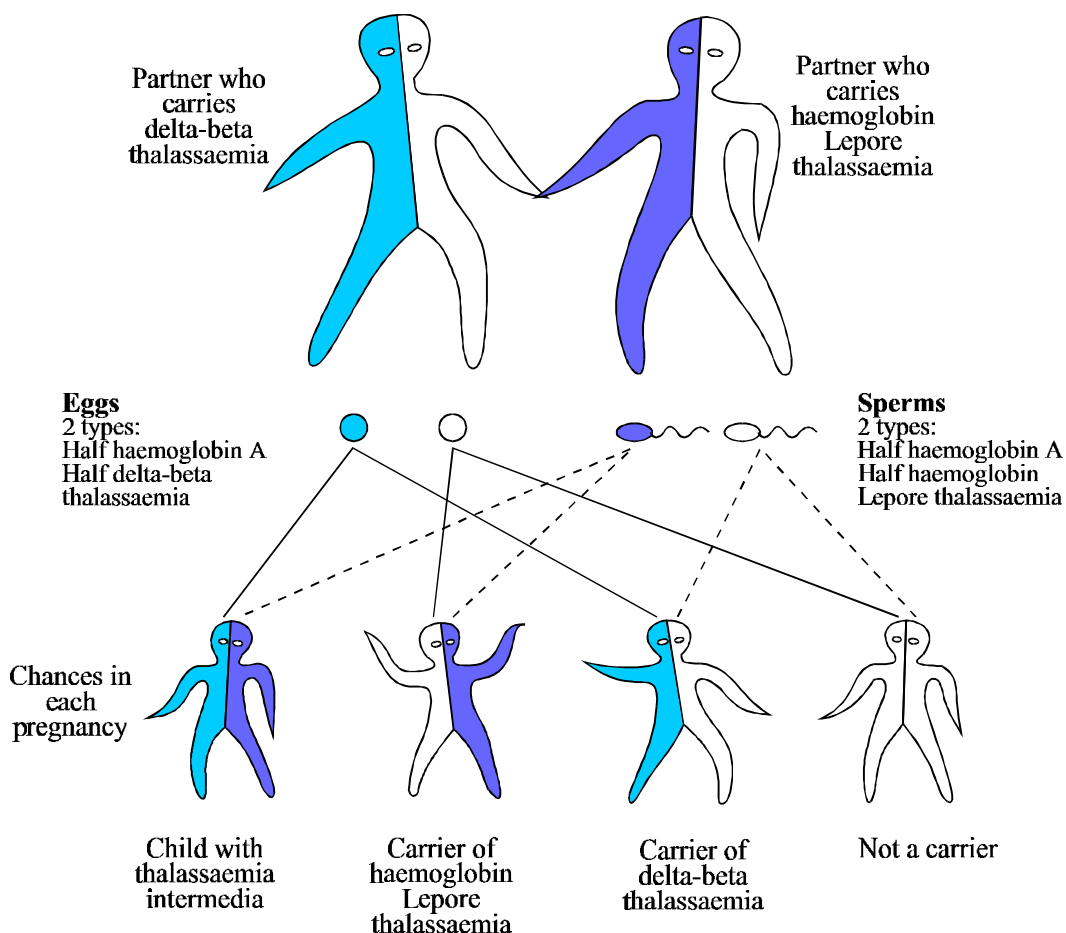 Partner who
carries
delta-beta
thalassaemia
Partner who
carries
haemoglobin
Lepore
thalassaemia
Eggs
2 types:
Half haemoglobin A
Half delta-beta
thalassaemia
Sperms
2 types:
Half haemoglobin A
Half haemoglobin
Lepore thalassaemia
Chances in
each
pregnancy
Child with
thalassaemia
intermedia
Carrier of
haemoglobin
Lepore
thalassaemia
Carrier of
delta-beta
thalassaemia
Not a carrier